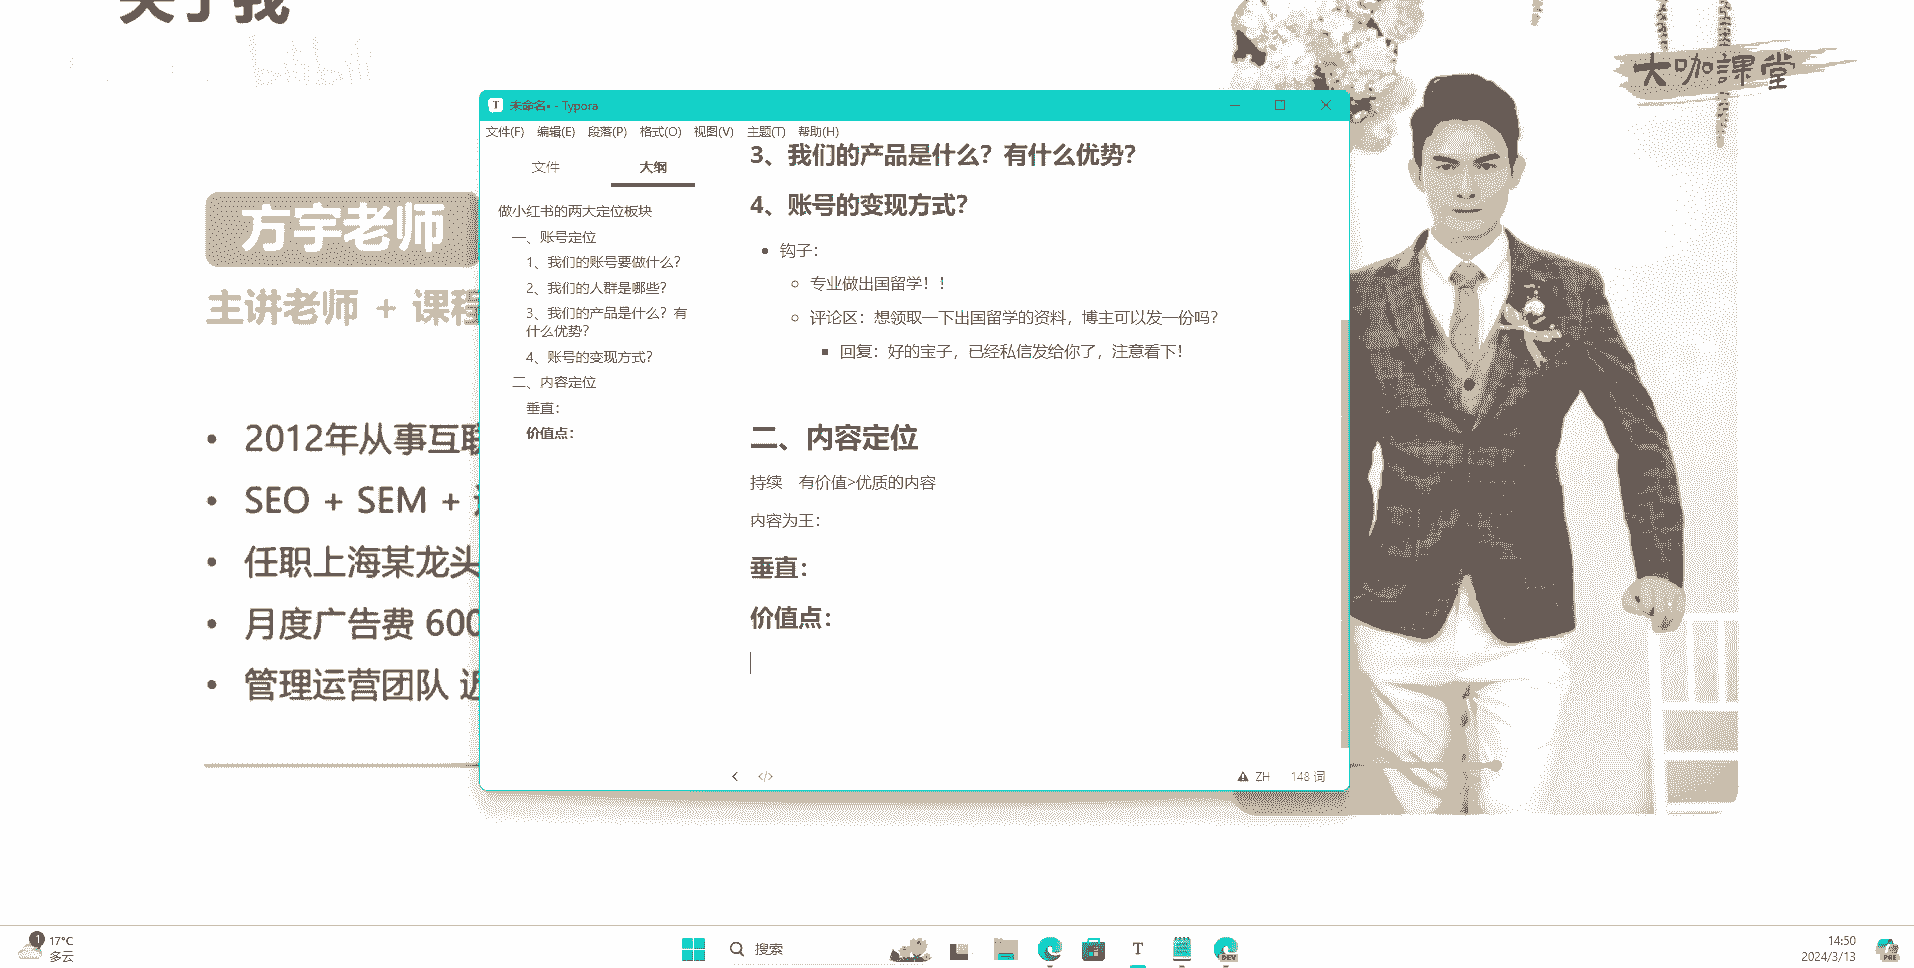 关于我
bilibili
大咖課堂
未命名• - Typora
文件(F) 编辑(E) 段落(P) 格式(O) 视图(V) 主题(T) 帮助(H)
文件 大纲
做小红书的两大定位板块
一、账号定位
1、我们的账号要做什么？
2、我们的人群是哪些？
3、我们的产品是什么？有
什么优势？
4、账号的变现方式？
二、内容定位
垂直：
价值点：
3、我们的产品是什么？有什么优势？
4、账号的变现方式？
钩子：
专业做出国留学！！
评论区：想领取一下出国留学的资料，博主可以发一份吗？
回复：好的宝子，已经私信发给你了，注意看下！
二、内容定位
持续 有价值>优质的内容
内容为王：
垂直：
价值点：
</> ZH 148 词
方宇老师
主讲老师 + 课程
• 2012年从事互联
• SEO + SEM +
• 任职上海某龙头
• 月度广告费 600
• 管理运营团队 近
1 17°C
多云
搜索
T
DEV
14:50
2024/3/13
PRE